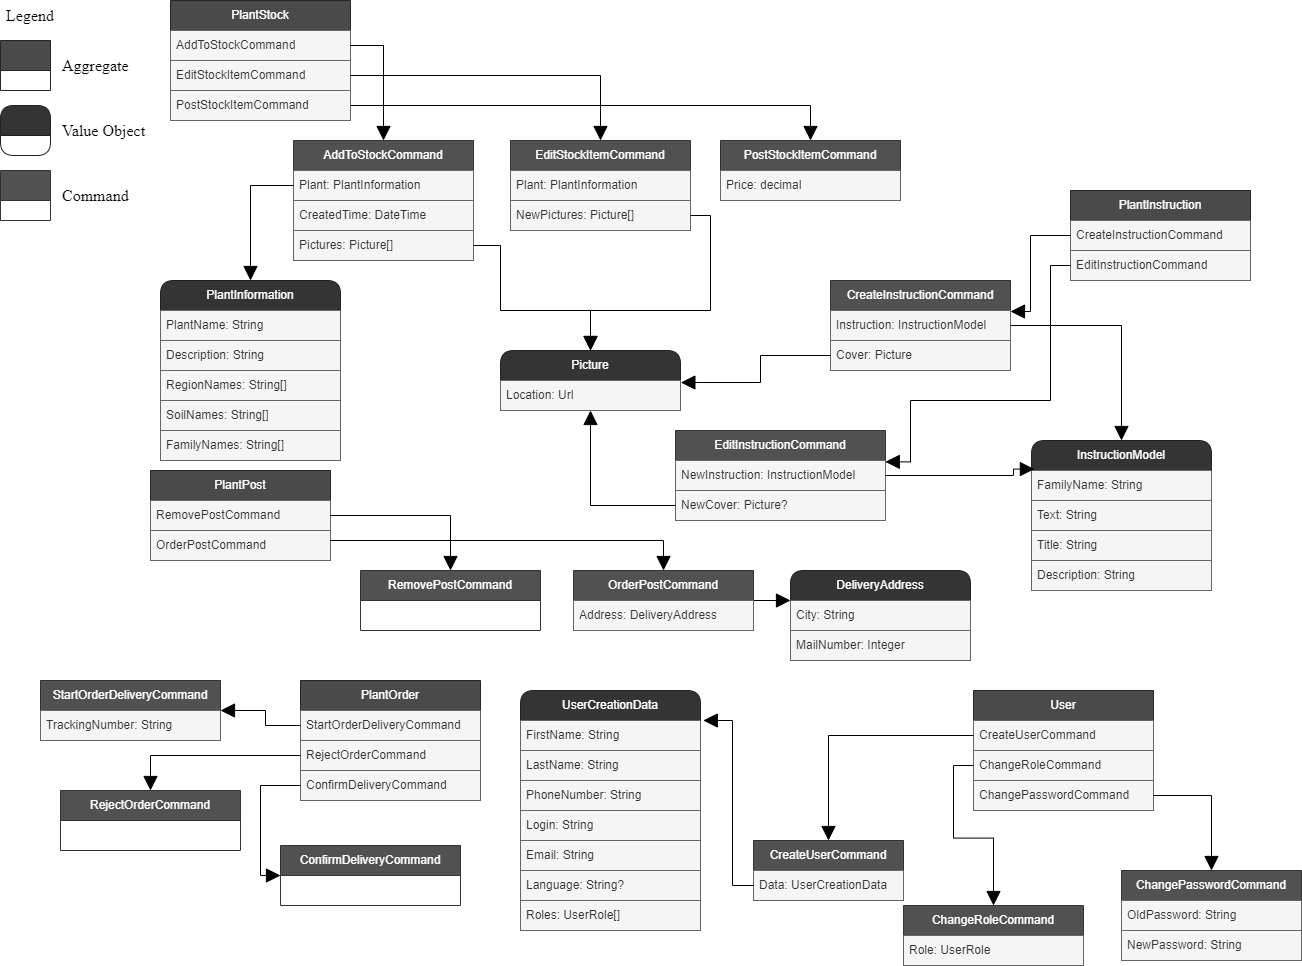 Legend
Aggregate
Value Object
Command
PlantStock
AddToStockCommand
EditStockItemCommand
PostStockItemCommand
AddToStockCommand
Plant: PlantInformation
CreatedTime: DateTime
Pictures: Picture[]
EditStockItemCommand
Plant: PlantInformation
NewPictures: Picture[]
PostStockItemCommand
Price: decimal
PlantInstruction
CreateInstructionCommand
EditInstructionCommand
PlantInformation
PlantName: String
Description: String
RegionNames: String[]
SoilNames: String[]
FamilyNames: String[]
CreateInstructionCommand
Instruction: InstructionModel
Cover: Picture
Picture
Location: Url
EditInstructionCommand
NewInstruction: InstructionModel
NewCover: Picture?
InstructionModel
FamilyName: String
Text: String
Title: String
Description: String
PlantPost
RemovePostCommand
OrderPostCommand
RemovePostCommand
OrderPostCommand
Address: DeliveryAddress
DeliveryAddress
City: String
MailNumber: Integer
StartOrderDeliveryCommand
TrackingNumber: String
PlantOrder
StartOrderDeliveryCommand
RejectOrderCommand
ConfirmDeliveryCommand
RejectOrderCommand
ConfirmDeliveryCommand
UserCreationData
FirstName: String
LastName: String
PhoneNumber: String
Login: String
Email: String
Language: String?
Roles: UserRole[]
User
CreateUserCommand
ChangeRoleCommand
ChangePasswordCommand
CreateUserCommand
Data: UserCreationData
ChangeRoleCommand
Role: UserRole
ChangePasswordCommand
OldPassword: String
NewPassword: String